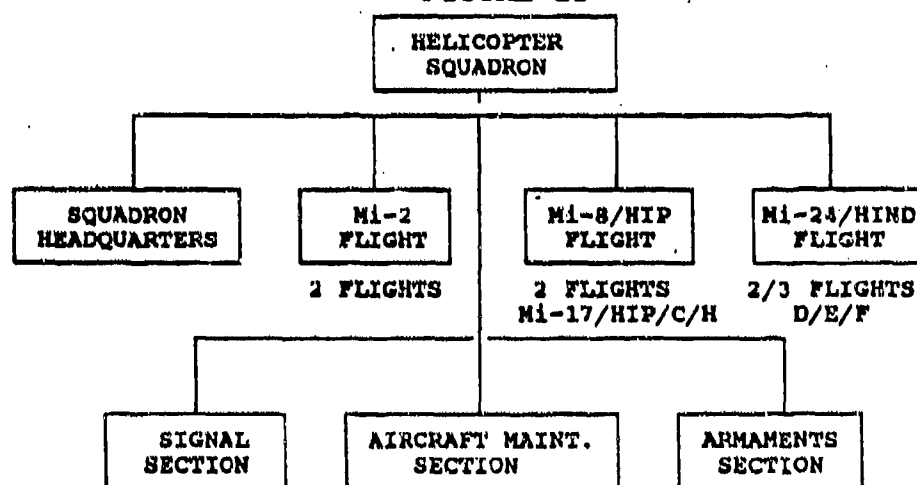 HELICOPTER
SQUADRON
SQUADRON
HEADQUARTERS
Mi-2
FLIGHT
Mi-8/HIP
FLIGHT
Mi-24/HIND
FLIGHT
2 FLIGHTS
2 FLIGHTS
Mi-17/HIP/C/H
2/3 FLIGHTS
D/E/F
SIGNAL
SECTION
AIRCRAFT MAINT.
SECTION
ARMAMENTS
SECTION